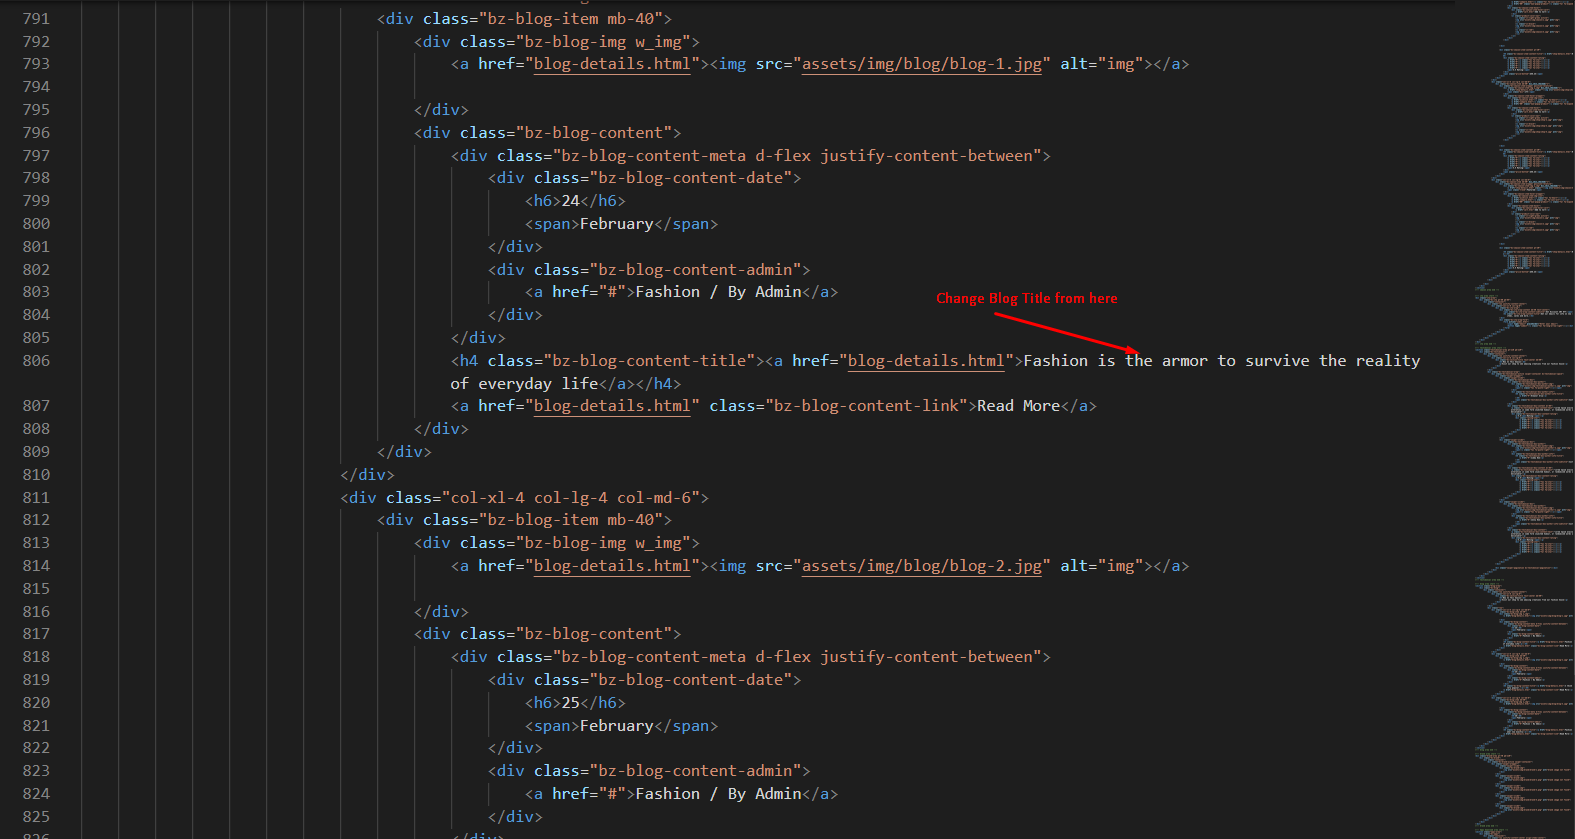 791 <div class="bz-blog-item mb-40">
792 <div class="bz-blog-img w_img">
793 <a href="blog-details.html"><img src="assets/img/blog/blog-1.jpg" alt="img"></a>
794
795 </div>
796 <div class="bz-blog-content">
797 <div class="bz-blog-content-meta d-flex justify-content-between">
798 <div class="bz-blog-content-date">
799 <h6>24</h6>
800 <span>February</span>
801 </div>
802 <div class="bz-blog-content-admin">
803 <a href="#">Fashion / By Admin</a>
Change Blog Title from here
804 </div>
805 </div>
806 <h4 class="bz-blog-content-title"><a href="blog-details.html">Fashion is the armor to survive the reality
of everyday life</a></h4>
807 <a href="blog-details.html" class="bz-blog-content-link">Read More</a>
808 </div>
809 </div>
810 </div>
811 <div class="col-xl-4 col-lg-4 col-md-6">
812 <div class="bz-blog-item mb-40">
813 <div class="bz-blog-img w_img">
814 <a href="blog-details.html"><img src="assets/img/blog/blog-2.jpg" alt="img"></a>
815
816 </div>
817 <div class="bz-blog-content">
818 <div class="bz-blog-content-meta d-flex justify-content-between">
819 <div class="bz-blog-content-date">
820 <h6>25</h6>
821 <span>February</span>
822 </div>
823 <div class="bz-blog-content-admin">
824 <a href="#">Fashion / By Admin</a>
825 </div>
826 </div>